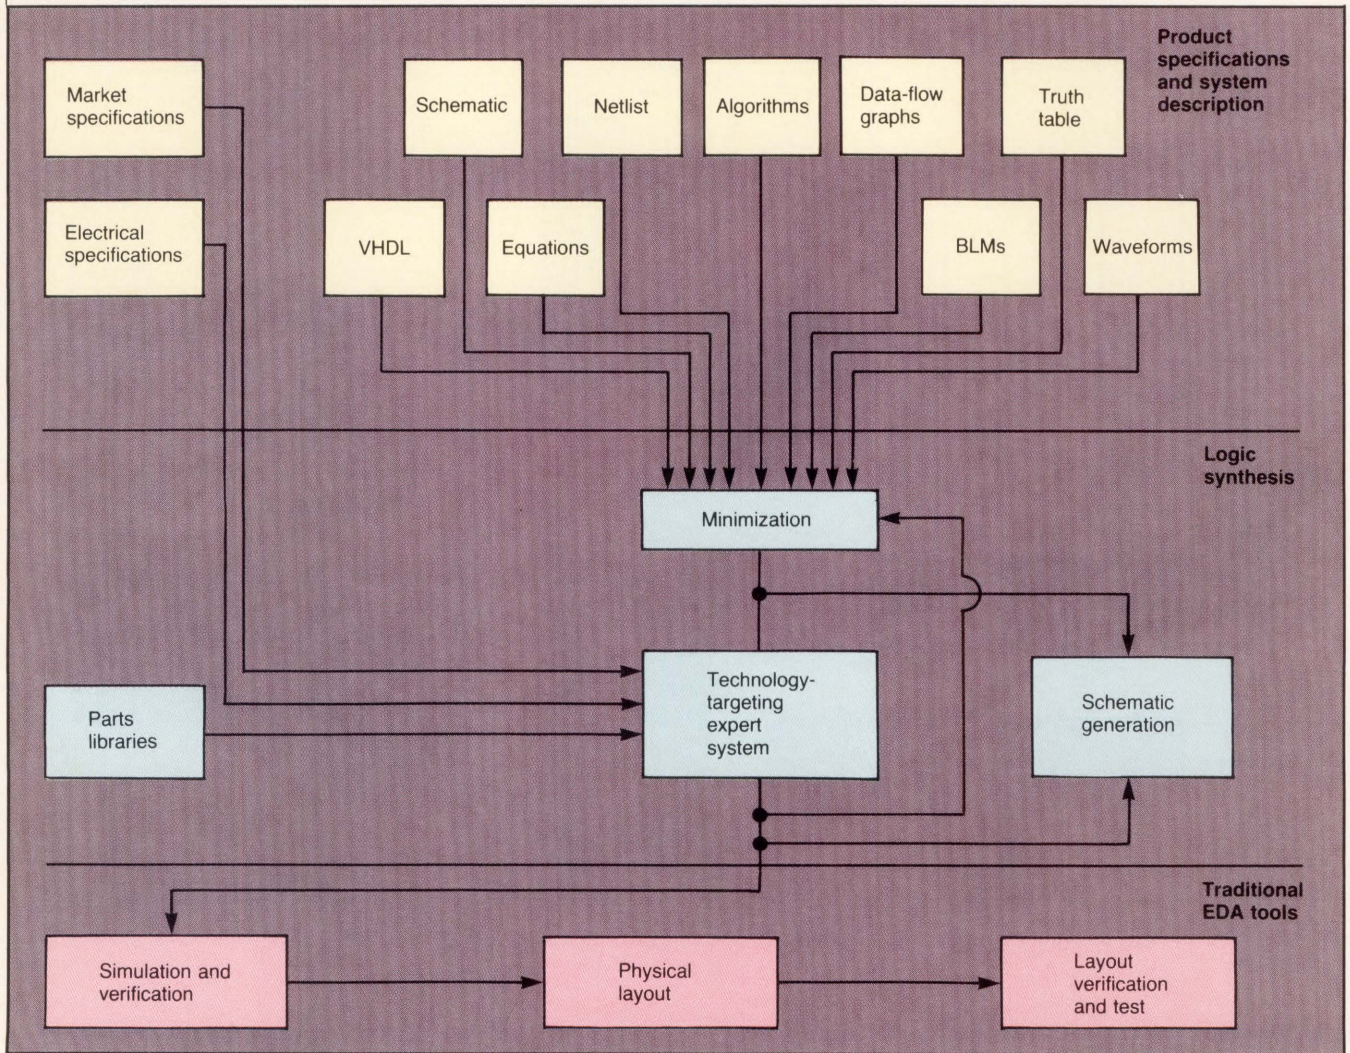 Product
specifications
and system
description
Market
specifications
Schematic
Netlist
Algorithms
Data-flow
graphs
Truth
table
Electrical
specifications
VHDL
Equations
BLMs
Waveforms
Logic
synthesis
Minimization
Technology-
targeting
expert
system
Schematic
generation
Parts
libraries
Traditional
EDA tools
Simulation and
verification
Physical
layout
Layout
verification
and test